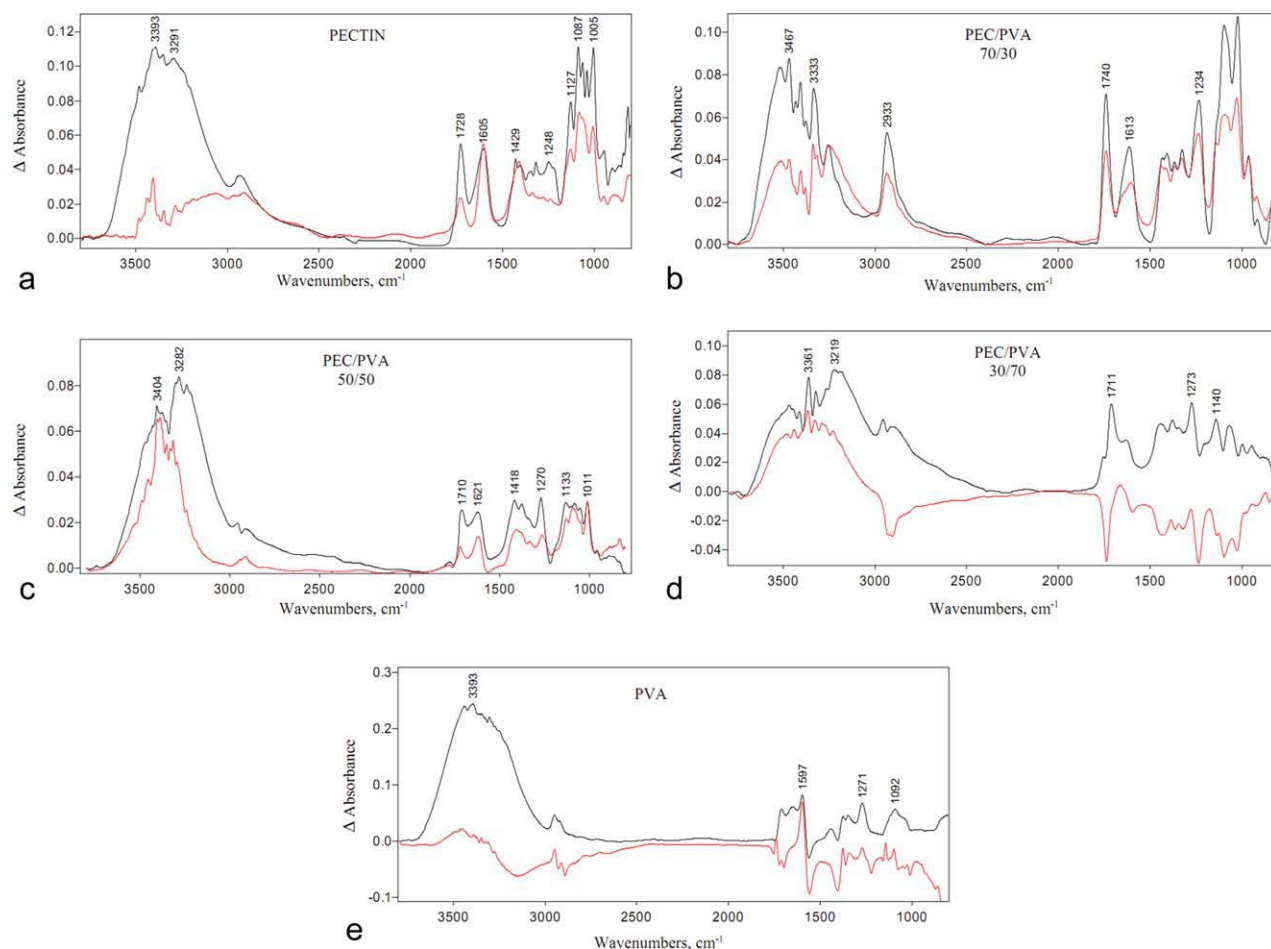 PECTIN
3393
3291
1728
1605
1429
1248
1127
1087
1005
Δ Absorbance
0.12
0.10
0.08
0.06
0.04
0.02
0.00
3500 3000 2500 2000 1500 1000
Wavenumbers, cm-1
a
PEC/PVA
70/30
3467
3333
2933
1740
1613
1234
Δ Absorbance
0.10
0.08
0.06
0.04
0.02
0.00
3500 3000 2500 2000 1500 1000
Wavenumbers, cm-1
b
PEC/PVA
50/50
3404
3282
1710
1621
1418
1270
1133
1011
Δ Absorbance
0.08
0.06
0.04
0.02
0.00
3500 3000 2500 2000 1500 1000
Wavenumbers, cm-1
c
PEC/PVA
30/70
3361
3219
1711
1273
1140
Δ Absorbance
0.10
0.08
0.06
0.04
0.02
0.00
-0.02
-0.04
3500 3000 2500 2000 1500 1000
Wavenumbers, cm-1
d
PVA
3393
1597
1271
1092
Δ Absorbance
0.3
0.2
0.1
0.0
-0.1
3500 3000 2500 2000 1500 1000
Wavenumbers, cm-1
e